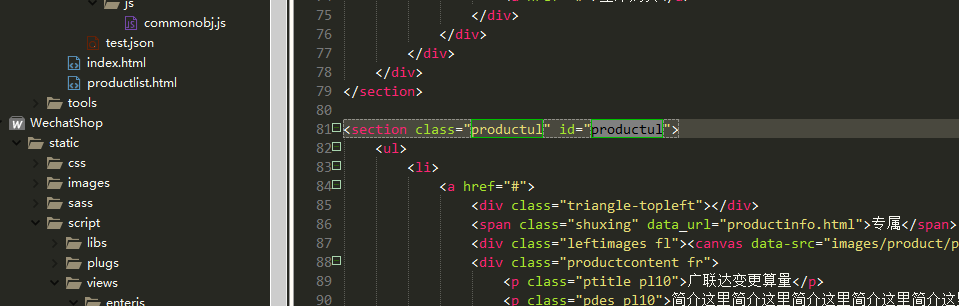 js
commonobj.js
test.json
index.html
productlist.html
tools
W WechatShop
static
css
images
sass
script
libs
plugs
views
enteris
75 </div>
76 </div>
77 </div>
78 </div>
79 </section>
80
81 <section class="productul" id="productul">
82 <ul>
83 <li>
84 <a href="#">
85 <div class="triangle-topleft"></div>
86 <span class="shuxing" data_url="productinfo.html">专属</span>
87 <div class="leftimages fl"><canvas data-src="images/product/p
88 <div class="productcontent fr">
89 <p class="ptitle pl10">广联达变更算量</p>
90 <p class="pdes pl10">简介这里简介这里简介这里简介这里简介这